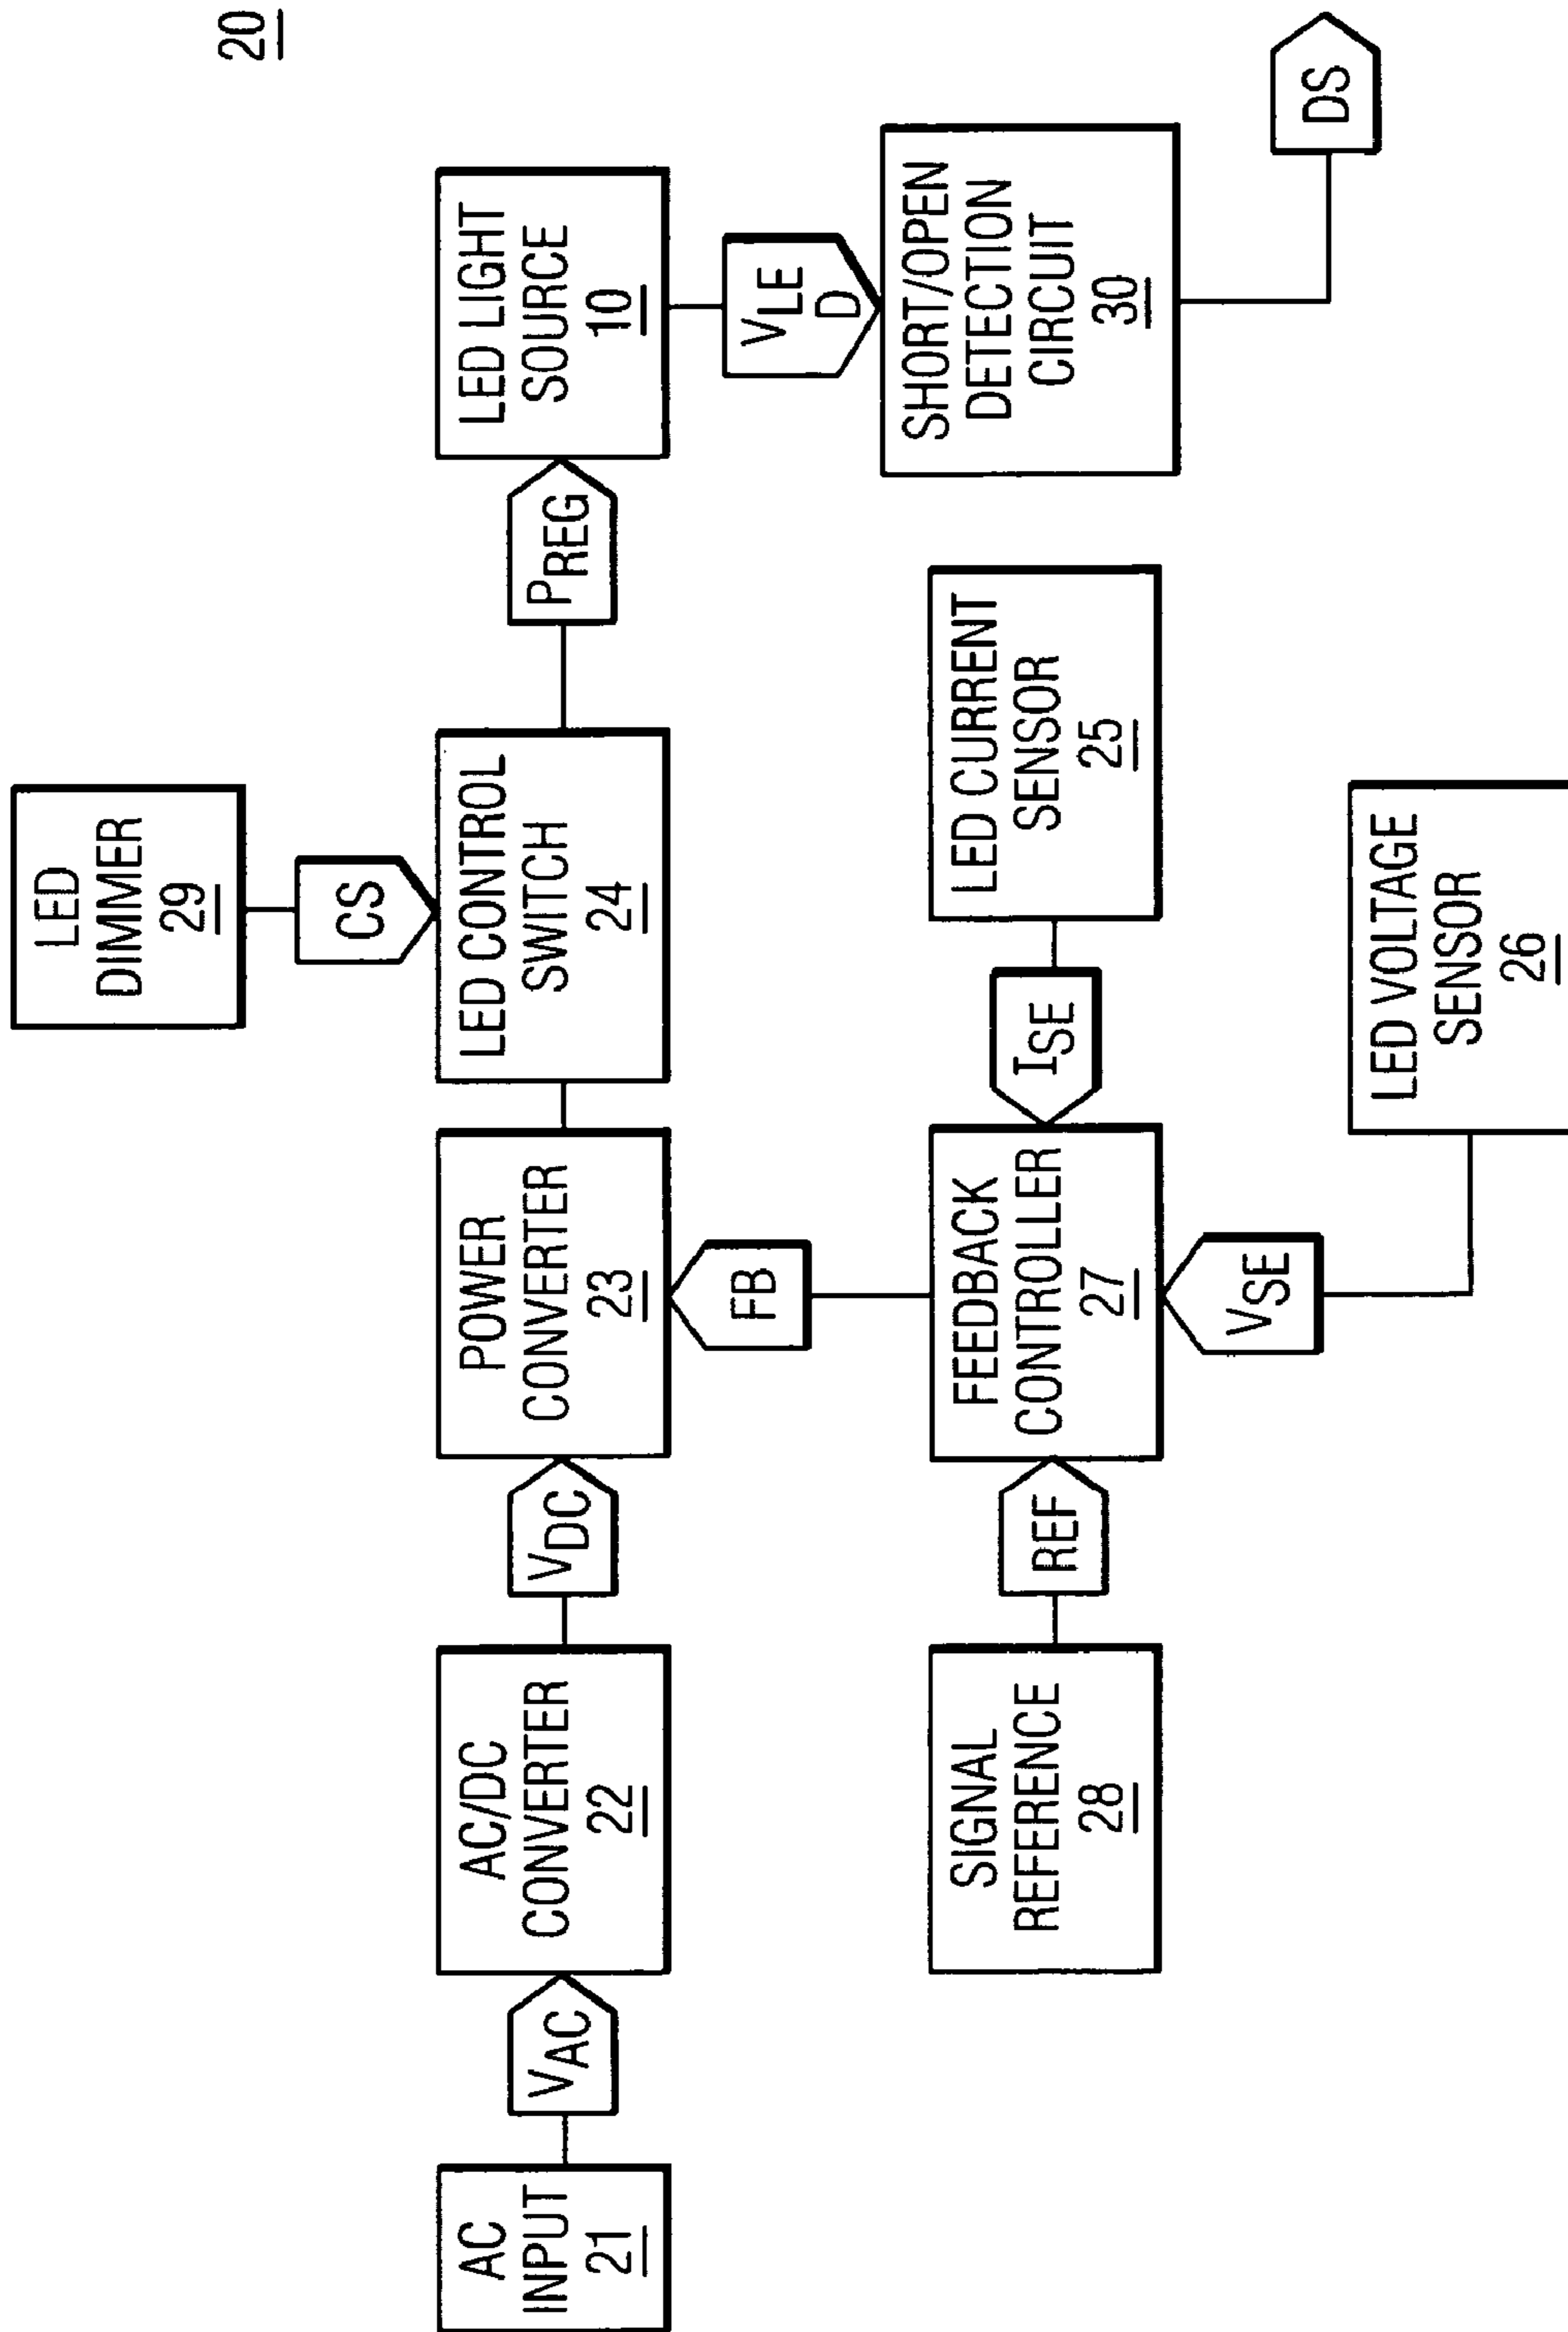 20
LED
DIMMER
29
CS
AC
INPUT
21
VAC
AC/DC
CONVERTER
22
VDC
POWER
CONVERTER
23
LED CONTROL
SWITCH
24
PREG
LED LIGHT
SOURCE
10
FB
VLE
D
SIGNAL
REFERENCE
28
REF
FEEDBACK
CONTROLLER
27
ISE
LED CURRENT
SENSOR
25
SHORT/OPEN
DETECTION
CIRCUIT
30
VSE
LED VOLTAGE
SENSOR
26
DS